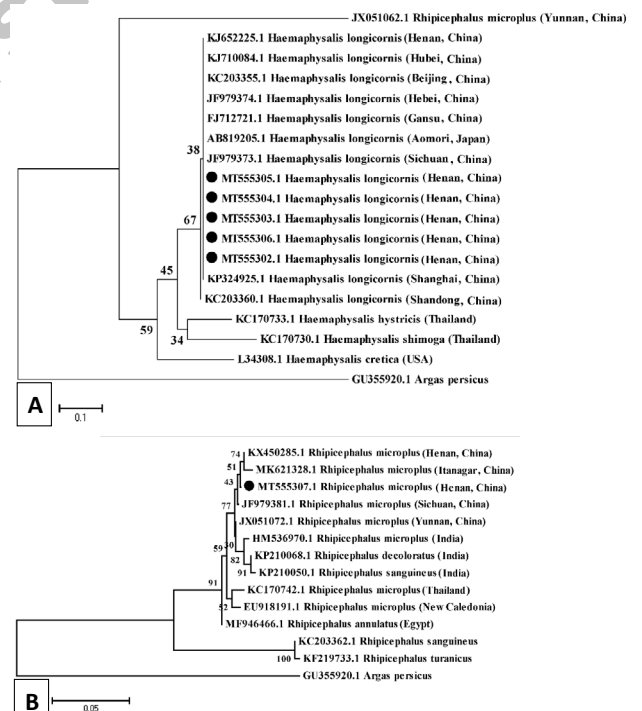 JX051062.1 Rhipicephalus microplus (Yunnan, China)
KJ652225.1 Haemaphysalis longicornis (Henan, China)
KJ710084.1 Haemaphysalis longicornis (Hubei, China)
KC203355.1 Haemaphysalis longicornis (Beijing, China)
JF979374.1 Haemaphysalis longicornis (Hebei, China)
FJ712721.1 Haemaphysalis longicornis (Gansu, China)
AB819205.1 Haemaphysalis longicornis (Aomori, Japan)
38
JF979373.1 Haemaphysalis longicornis (Sichuan, China)
MT555305.1 Haemaphysalis longicornis (Henan, China)
MT555304.1 Haemaphysalis longicornis (Henan, China)
67
MT555303.1 Haemaphysalis longicornis (Henan, China)
MT555306.1 Haemaphysalis longicornis (Henan, China)
MT555302.1 Haemaphysalis longicornis (Henan, China)
45
KP324925.1 Haemaphysalis longicornis (Shanghai, China)
KC203360.1 Haemaphysalis longicornis (Shandong, China)
KC170733.1 Haemaphysalis hystricis (Thailand)
59
34
KC170730.1 Haemaphysalis shimoga (Thailand)
L34308.1 Haemaphysalis cretica (USA)
GU355920.1 Argas persicus
A
0.1
74
KX450285.1 Rhipicephalus microplus (Henan, China)
51
MK621328.1 Rhipicephalus microplus (Itanagar, China)
43
MT555307.1 Rhipicephalus microplus (Henan, China)
77
JF979381.1 Rhipicephalus microplus (Sichuan, China)
JX051072.1 Rhipicephalus microplus (Yunnan, China)
HM536970.1 Rhipicephalus microplus (India)
59
30
KP210068.1 Rhipicephalus decoloratus (India)
82
91
KP210050.1 Rhipicephalus sanguineus (India)
91
KC170742.1 Rhipicephalus microplus (Thailand)
52
EU918191.1 Rhipicephalus microplus (New Caledonia)
MF946466.1 Rhipicephalus annulatus (Egypt)
KC203362.1 Rhipicephalus sanguineus
100
KF219733.1 Rhipicephalus turanicus
GU355920.1 Argas persicus
B
0.05